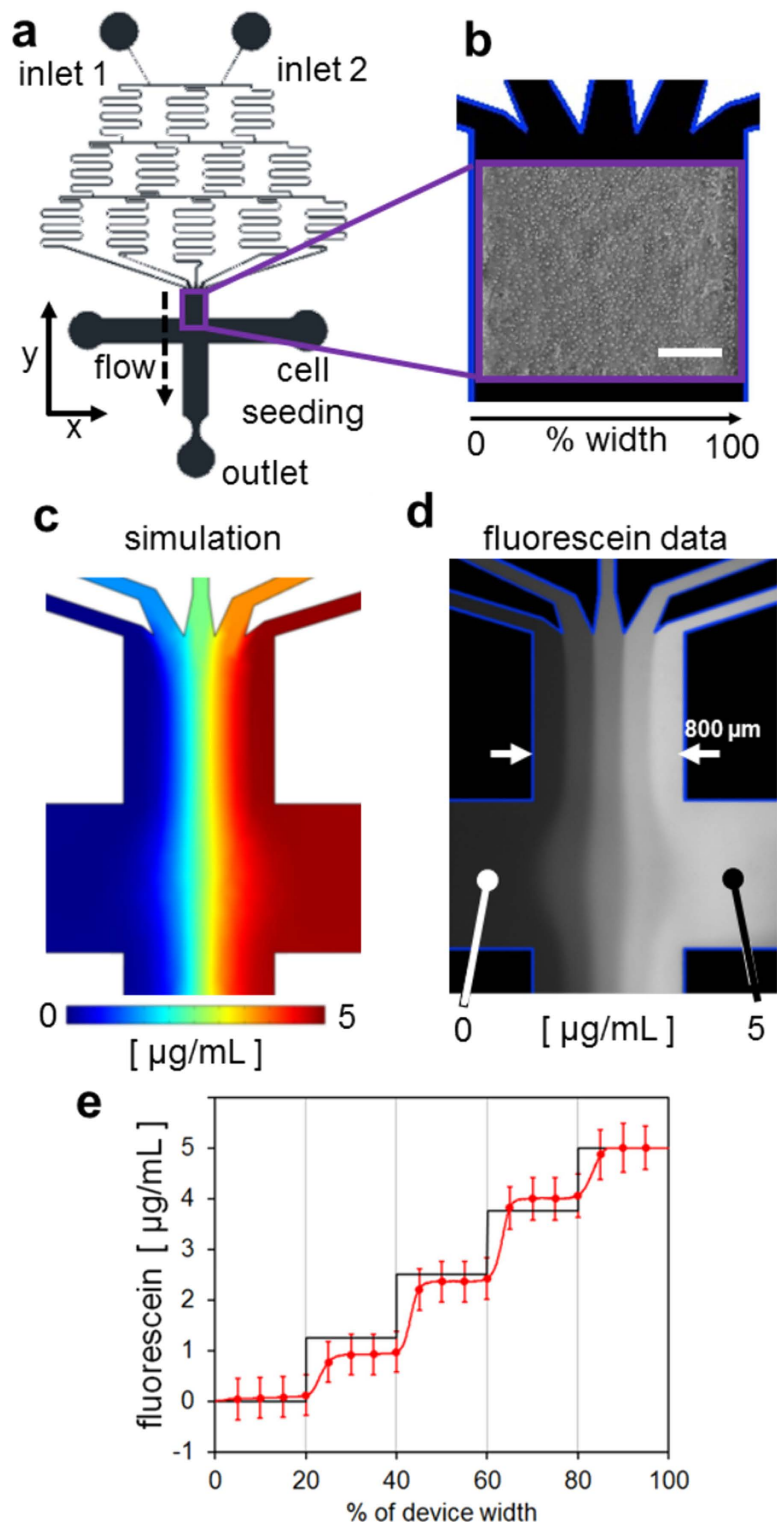 a
inlet 1
inlet 2
y
x
flow
cell
seeding
outlet
b
0
% width
100
c
simulation
0
5
[ µg/mL ]
d
fluorescein data
800 µm
0
[ µg/mL ]
5
e
fluorescein [ µg/mL ]
5
4
3
2
1
0
-1
0
20
40
60
80
100
% of device width